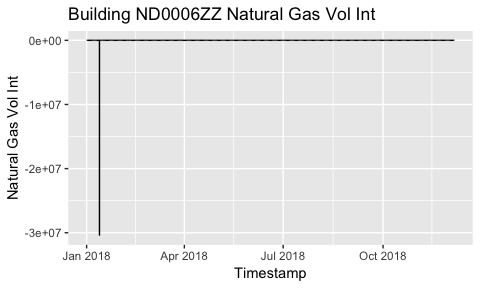 Building ND0006ZZ Natural Gas Vol Int
0e+00
-1e+07
-2e+07
-3e+07
Natural Gas Vol Int
Jan 2018 Apr 2018 Jul 2018 Oct 2018
Timestamp